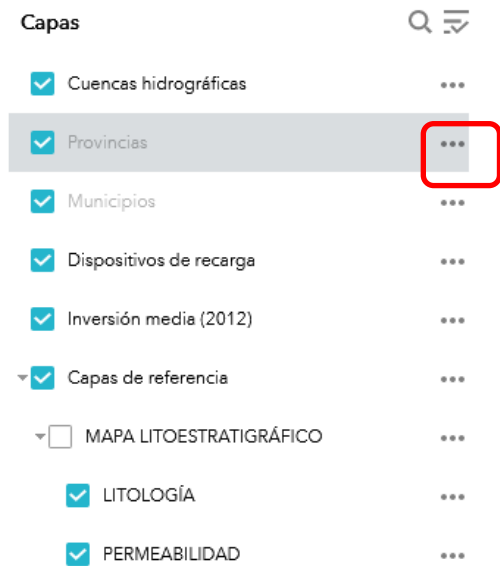 Capas
Cuencas hidrográficas
Provincias
Municipios
Dispositivos de recarga
Inversión media (2012)
Capas de referencia
MAPA LITOESTRATIGRÁFICO
LITOLOGÍA
PERMEABILIDAD